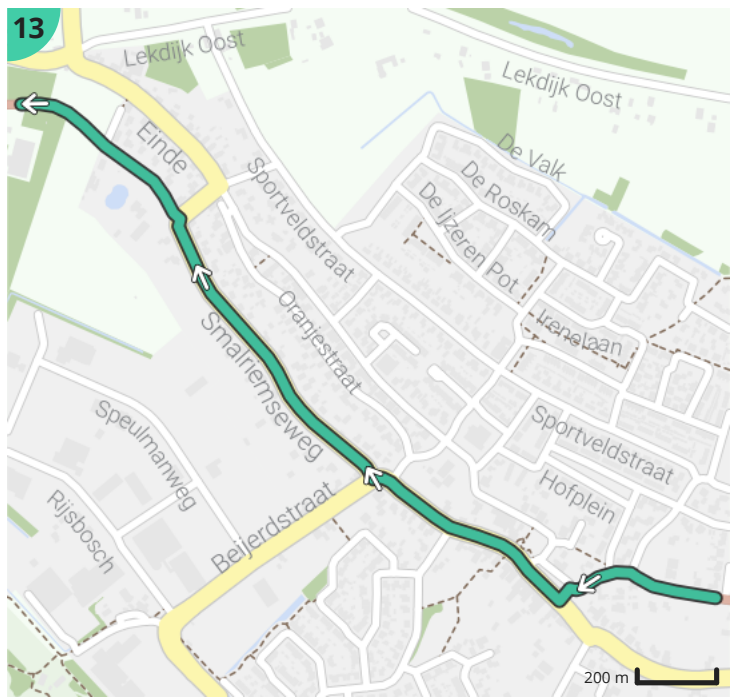 13
Lekdijk Oost
Lekdijk Oost
Einde
De Valk
De Roskam
Sportveldstraat
De IJzeren Pot
Oranjestraat
Irenelaan
Smalriemseweg
Speulmanweg
Sportveldstraat
Hofplein
Rijsbosch
Beijerdstraat
200 m